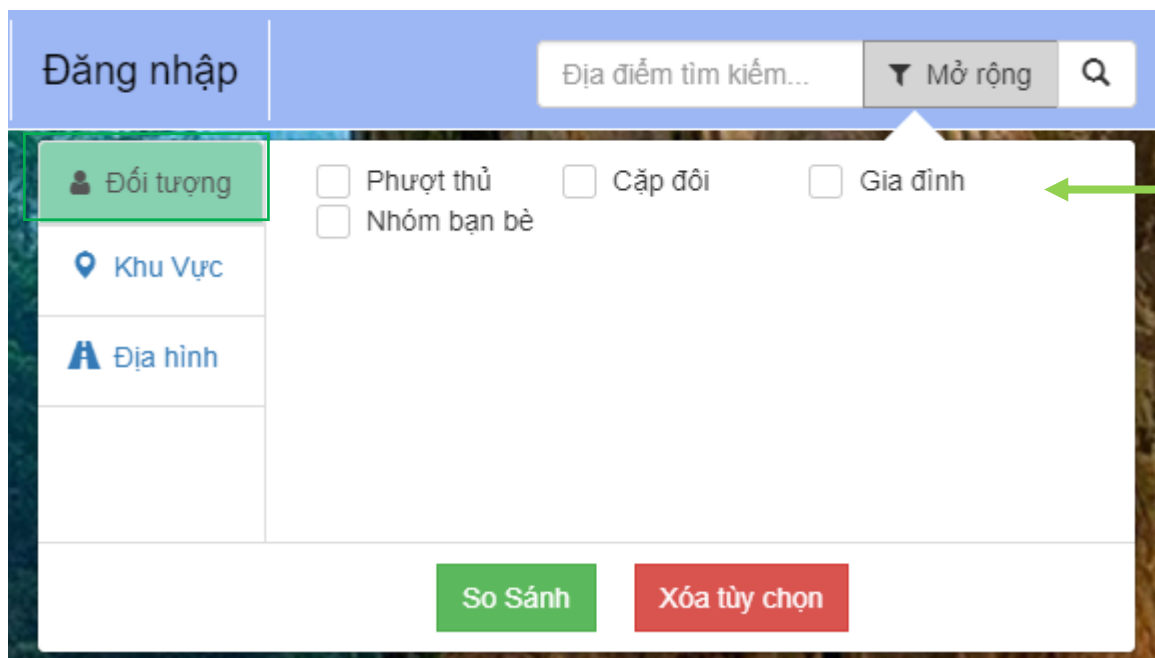 Đăng nhập
Địa điểm tìm kiếm...
Mở rộng
Đối tượng
Phượt thủ
Cặp đôi
Gia đình
Nhóm bạn bè
Khu Vực
Địa hình
So Sánh
Xóa tùy chọn